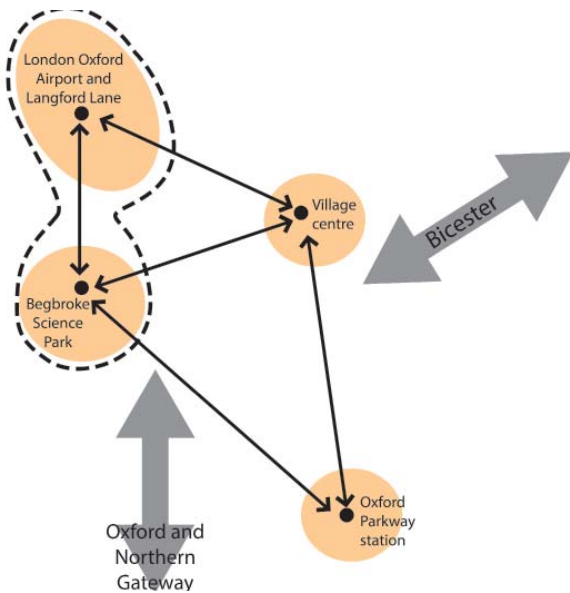 London Oxford
Airport and
Langford Lane
Village
centre
Bicester
Begbroke
Science
Park
Oxford
Parkway
station
Oxford and
Northern
Gateway